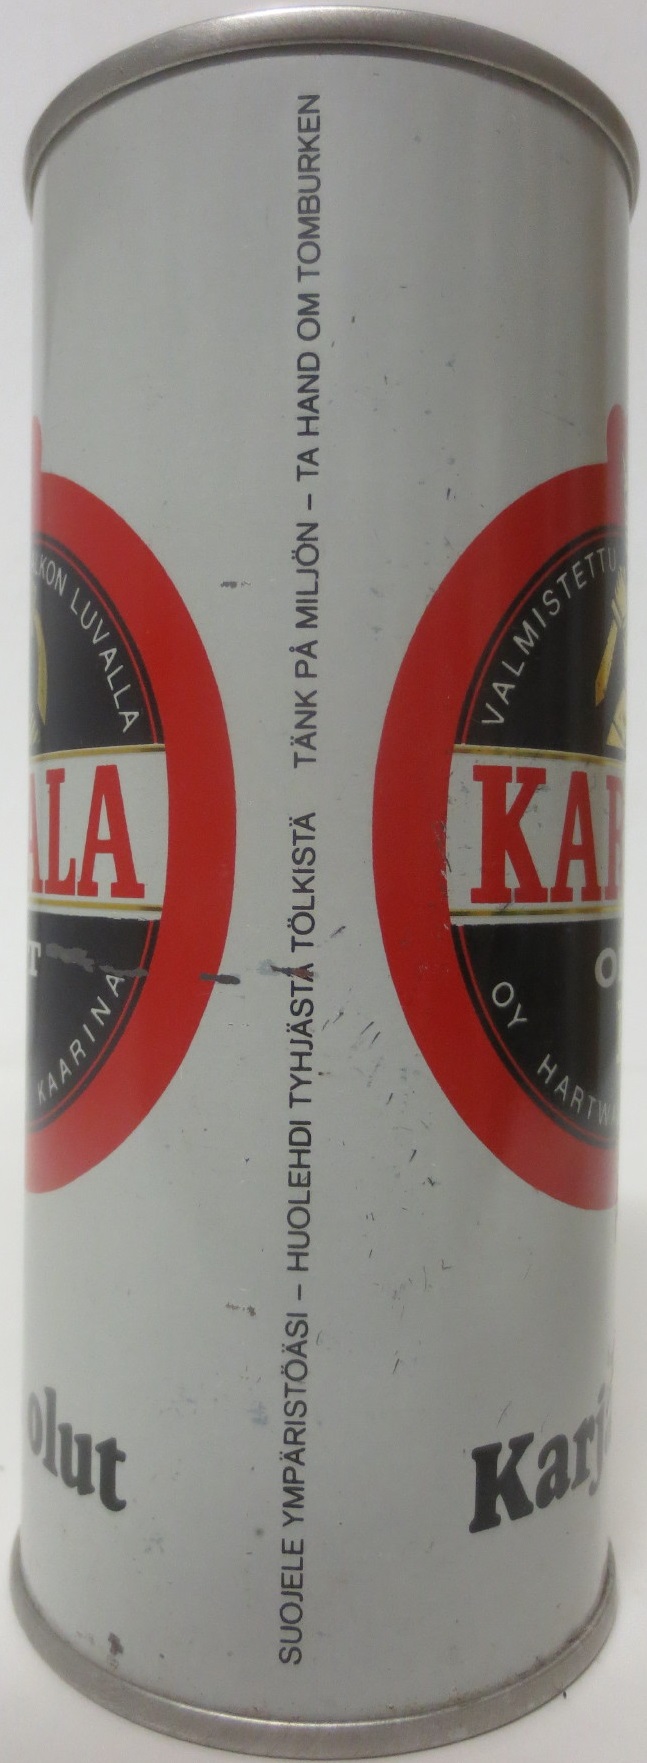 SUOJELE YMPÄRISTÖÄSI – HUOLEHDI TYHJÄSTÄ TÖLKISTÄ TÄNK PÅ MILJÖN – TA HAND OM TOMBURKEN
LUVALLA
ALA
T
KAARINA
olut
VALMISTETTU
KAR
O
OY HARTW
Karj